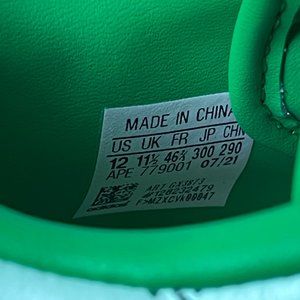 MADE IN CHINA
US UK FR JP CHN
12 11½ 46⅔ 300 290
APE 779001 07/21
#128232479